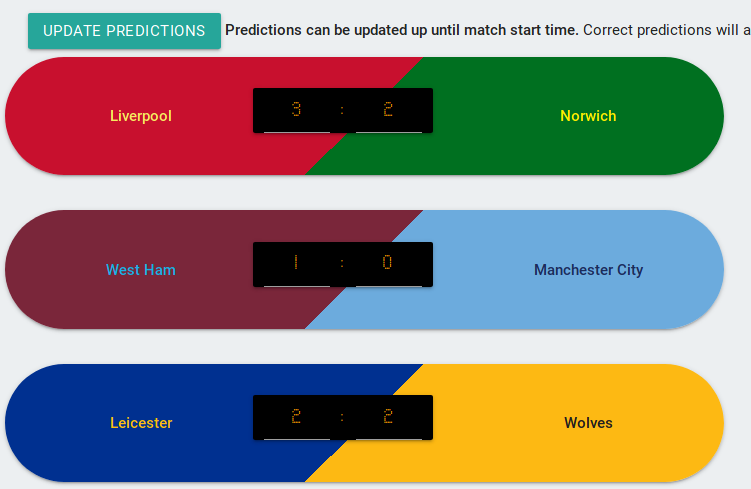 UPDATE PREDICTIONS Predictions can be updated up until match start time. Correct predictions will a
Liverpool 3 : 2 Norwich
West Ham 1 : 0 Manchester City
Leicester 2 : 2 Wolves